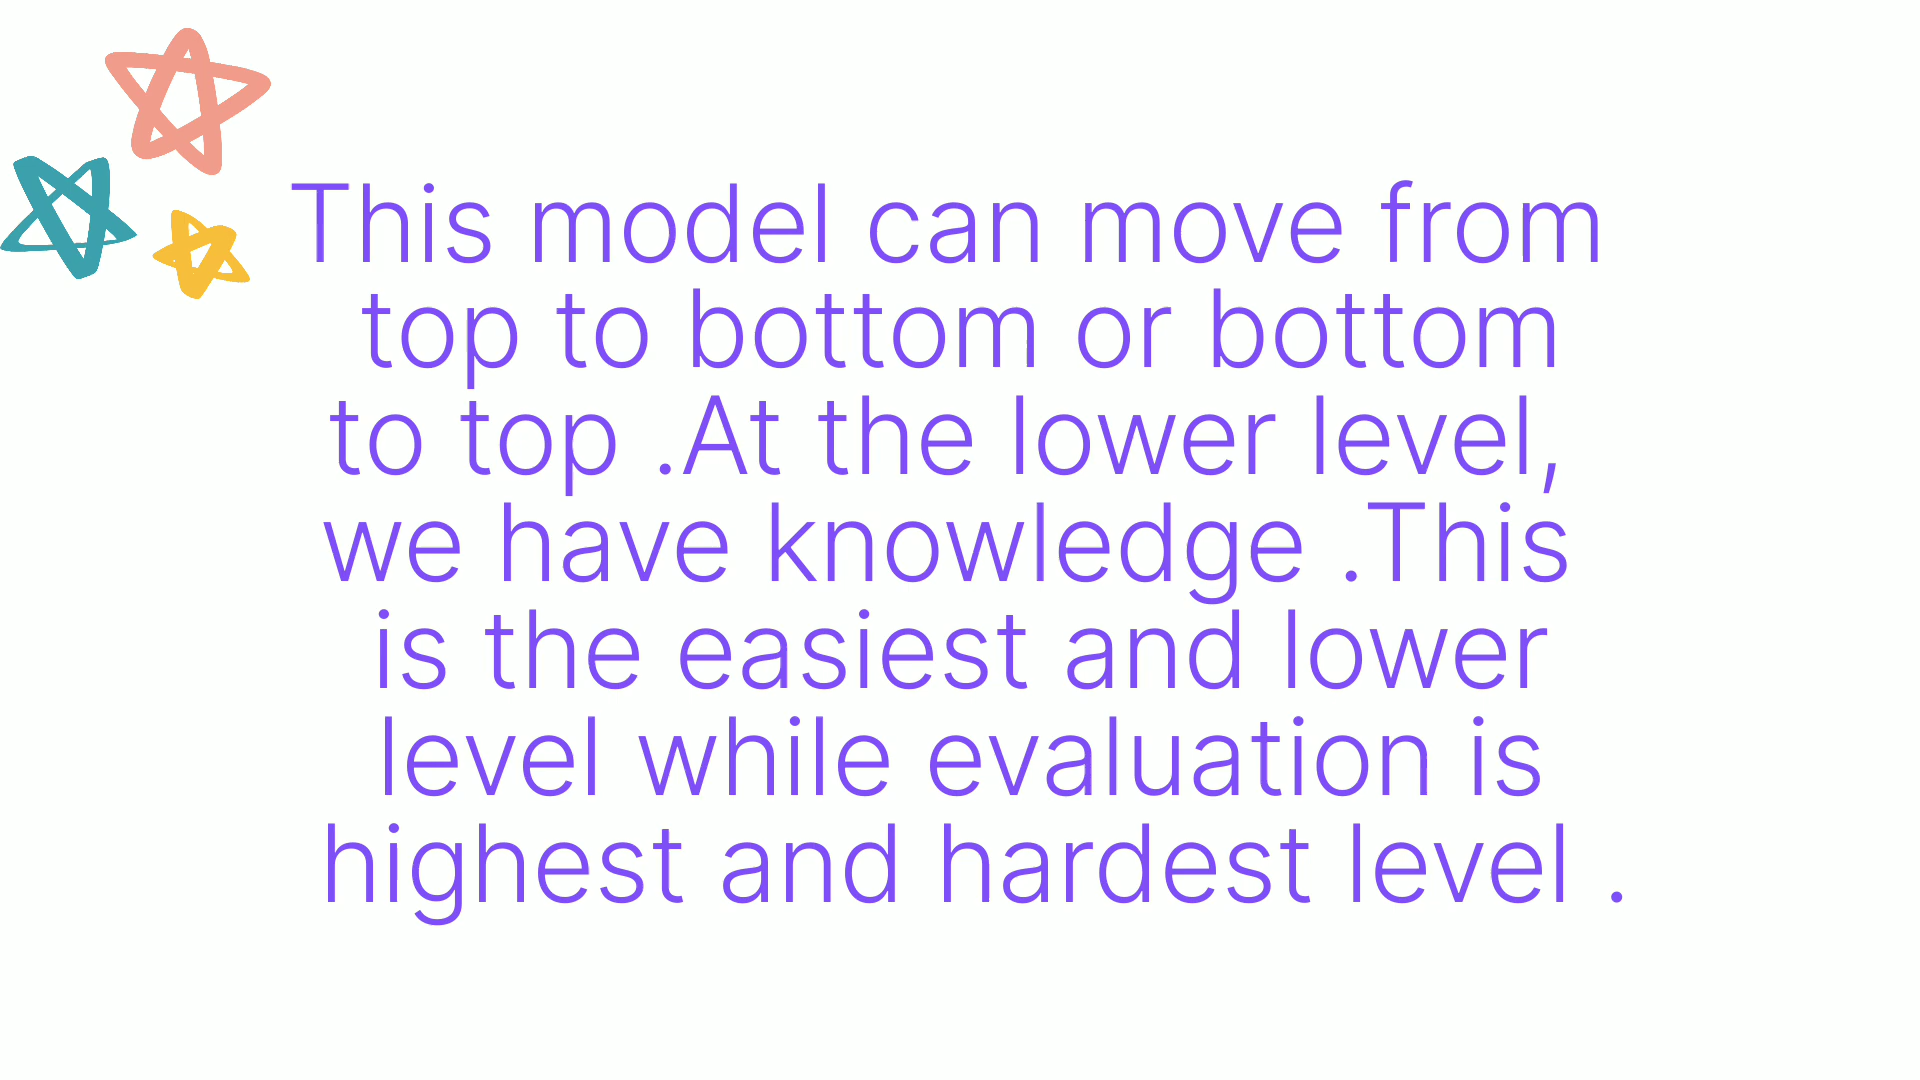 This model can move from
top to bottom or bottom
to top .At the lower level,
we have knowledge .This
is the easiest and lower
level while evaluation is
highest and hardest level .